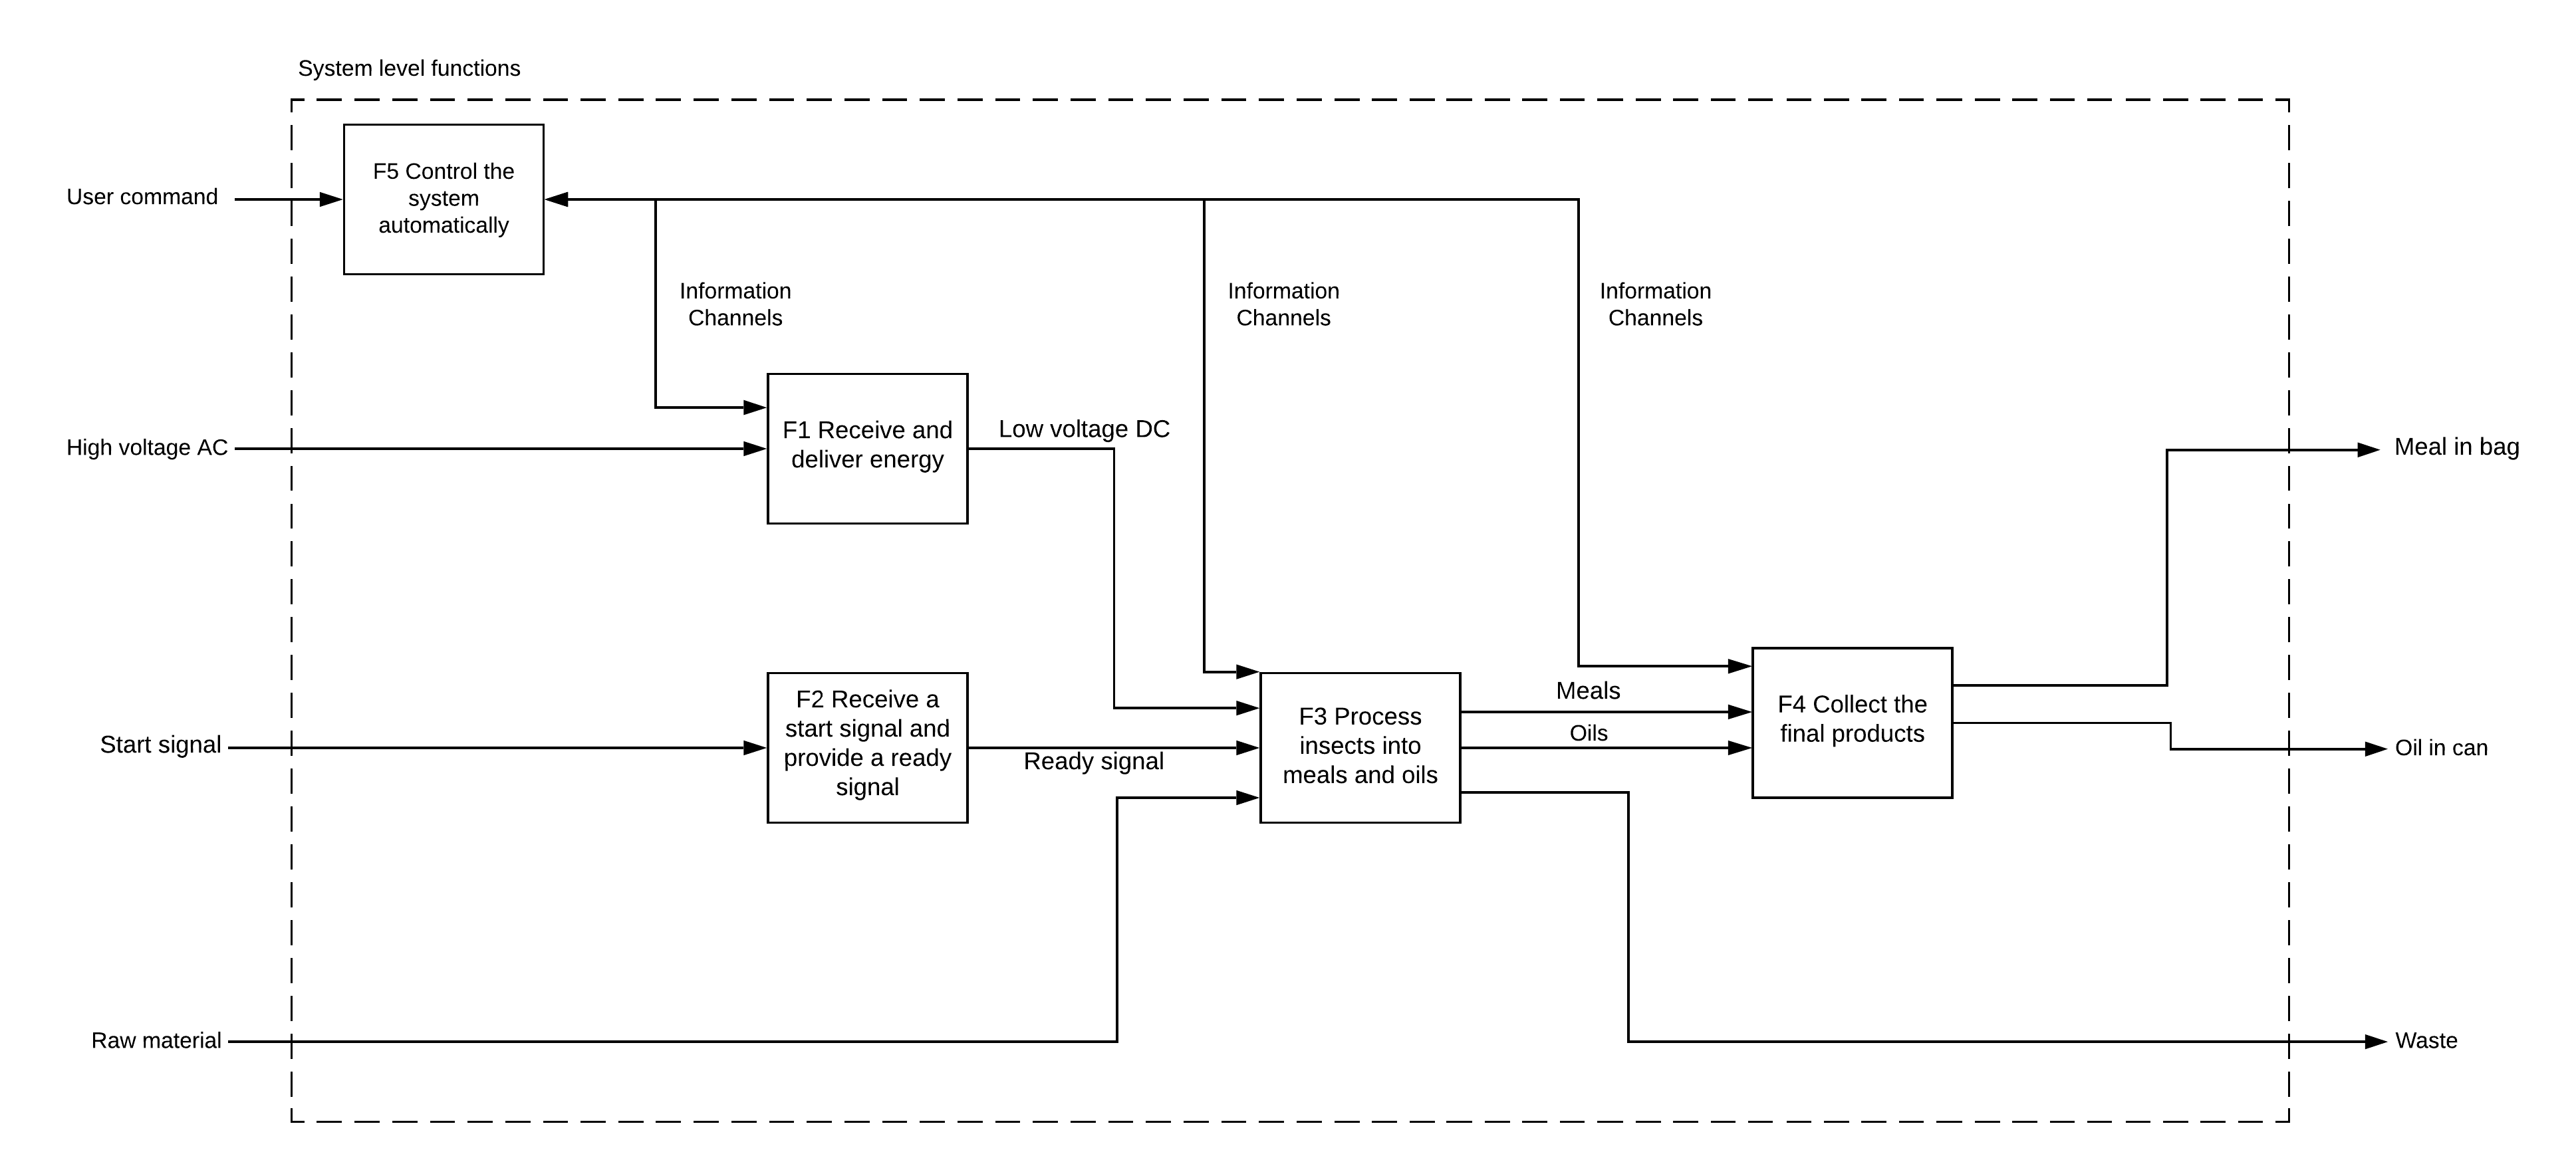 System level functions
User command
F5 Control the
system
automatically
Information
Channels
Information
Channels
Information
Channels
High voltage AC
F1 Receive and
deliver energy
Low voltage DC
Meal in bag
Start signal
F2 Receive a
start signal and
provide a ready
signal
Ready signal
F3 Process
insects into
meals and oils
Meals
Oils
F4 Collect the
final products
Oil in can
Raw material
Waste